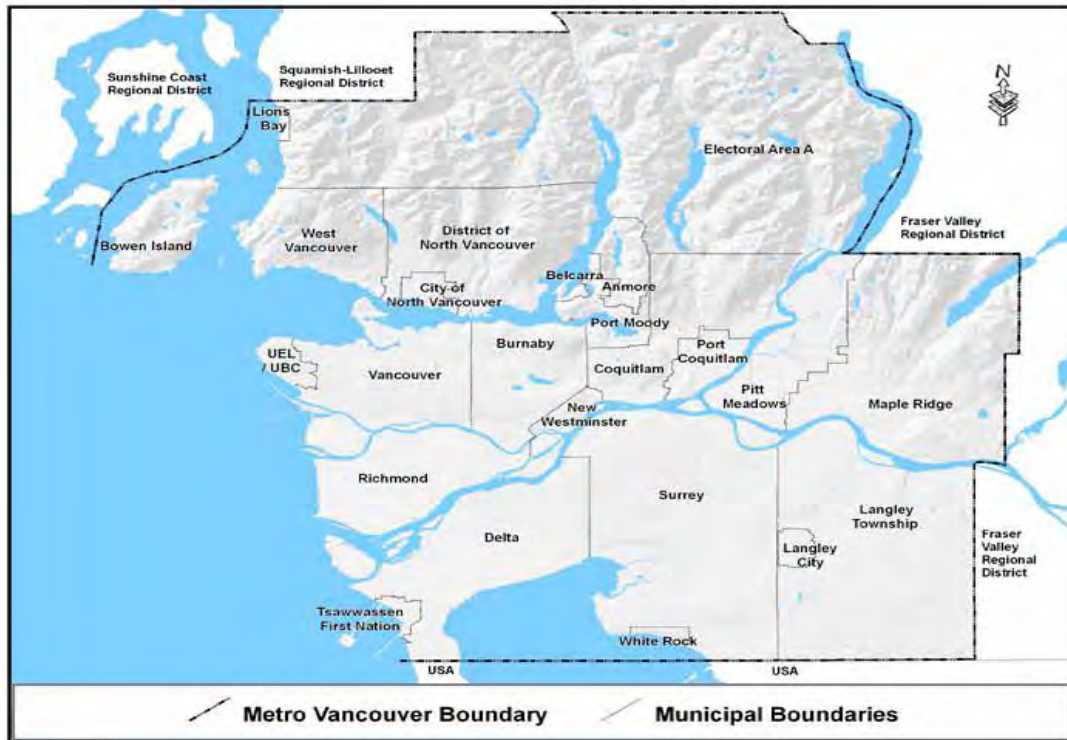 Sunshine Coast
Regional District
Squamish-Lillooet
Regional District
N
Lions
Bay
Electoral Area A
Fraser Valley
Regional District
Bowen Island
West
Vancouver
District of
North Vancouver
Belcarra
Anmore
City of
North Vancouver
Port Moody
Burnaby
Port
Coquitlam
UEL
/ UBC
Vancouver
Coquitlam
Pitt
Meadows
Maple Ridge
New
Westminster
Richmond
Surrey
Langley
Township
Delta
Langley
City
Fraser
Valley
Regional
District
Tsawwassen
First Nation
White Rock
USA
USA
Metro Vancouver Boundary
Municipal Boundaries